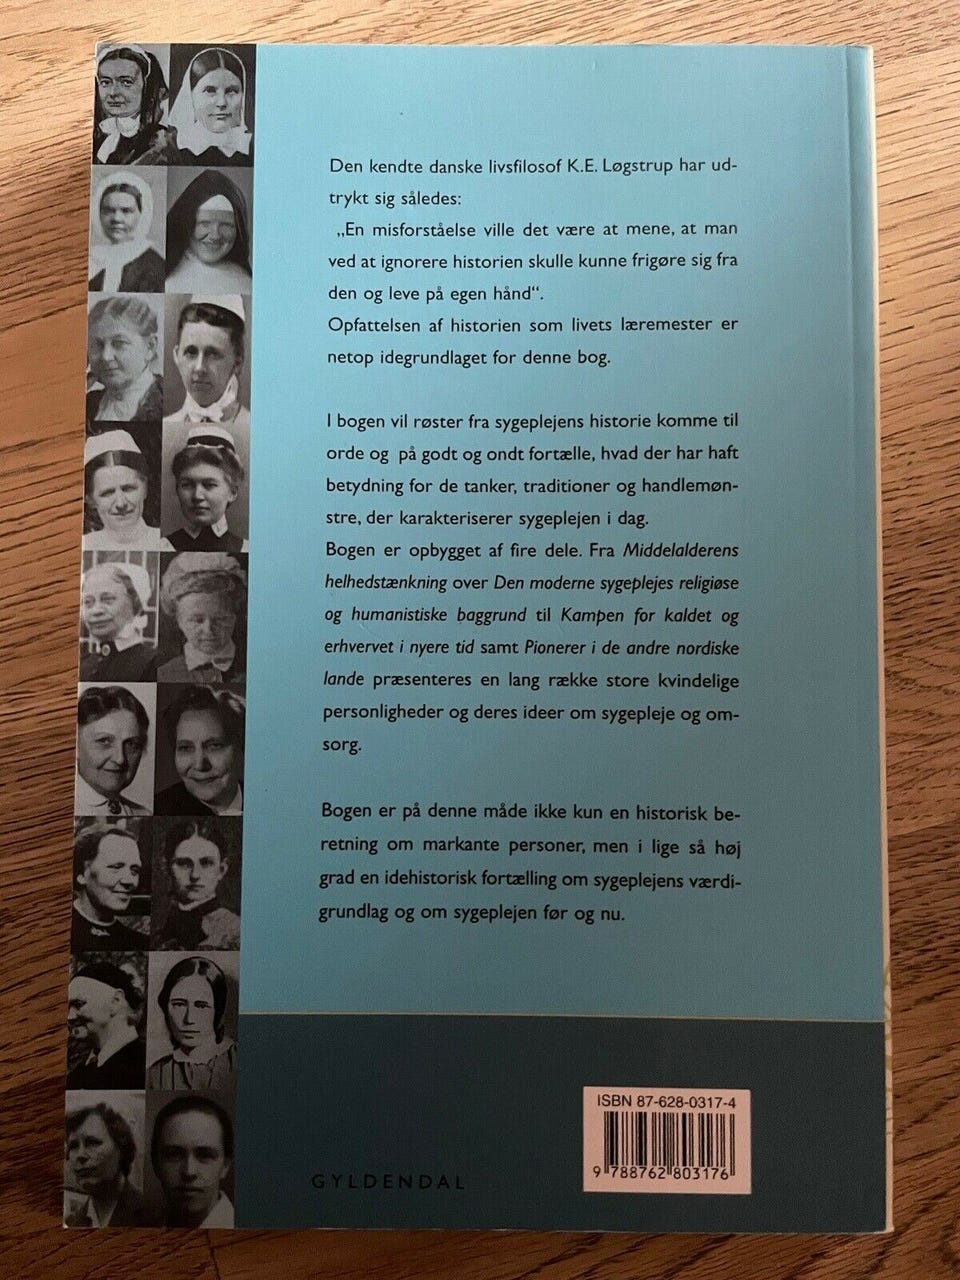 Den kendte danske livsfilosof K.E. Løgstrup har ud-
trykt sig således:
„En misforståelse ville det være at mene, at man
ved at ignorere historien skulle kunne frigøre sig fra
den og leve på egen hånd“.
Opfattelsen af historien som livets læremester er
netop idegrundlaget for denne bog.
I bogen vil røster fra sygeplejens historie komme til
orde og på godt og ondt fortælle, hvad der har haft
betydning for de tanker, traditioner og handlemøn-
stre, der karakteriserer sygeplejen i dag.
Bogen er opbygget af fire dele. Fra Middelalderens
helhedstænkning over Den moderne sygeplejes religiøse
og humanistiske baggrund til Kampen for kaldet og
erhvervet i nyere tid samt Pionerer i de andre nordiske
lande præsenteres en lang række store kvindelige
personligheder og deres ideer om sygepleje og om-
sorg.
Bogen er på denne måde ikke kun en historisk be-
retning om markante personer, men i lige så høj
grad en idehistorisk fortælling om sygeplejens værdi-
grundlag og om sygeplejen før og nu.
ISBN 87-628-0317-4
9 788762 803176
GYLDENDAL